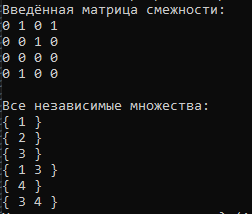 Введённая матрица смежности:
0 1 0 1
0 0 1 0
0 0 0 0
0 1 0 0
Все независимые множества:
{ 1 }
{ 2 }
{ 3 }
{ 1 3 }
{ 4 }
{ 3 4 }